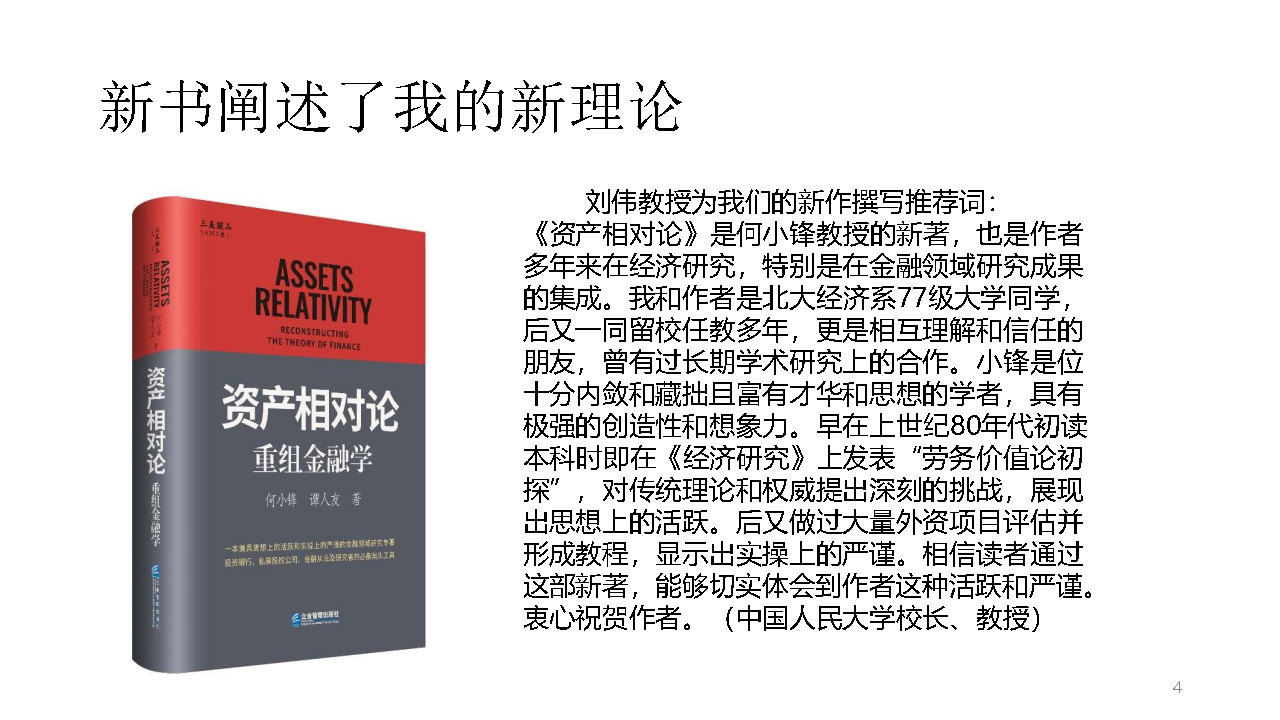 新书阐述了我的新理论
三友诚品
SANYOU
ASSETS
RELATIVITY
RECONSTRUCTING
THE THEORY OF FINANCE
资产相对论
重组金融学
何小锋 谭人友 著
一本兼具思想上的活跃和实操上的严谨的金融领域研究专著
投资银行、私募股权公司、金融从业及研究者的必备案头工具
企业管理出版社
ASSETS
RELATIVITY
资产相对论
重组金融学
刘伟教授为我们的新作撰写推荐词：
《资产相对论》是何小锋教授的新著，也是作者
多年来在经济研究，特别是在金融领域研究成果
的集成。我和作者是北大经济系77级大学同学，
后又一同留校任教多年，更是相互理解和信任的
朋友，曾有过长期学术研究上的合作。小锋是位
十分内敛和藏拙且富有才华和思想的学者，具有
极强的创造性和想象力。早在上世纪80年代初读
本科时即在《经济研究》上发表“劳务价值论初
探”，对传统理论和权威提出深刻的挑战，展现
出思想上的活跃。后又做过大量外资项目评估并
形成教程，显示出实操上的严谨。相信读者通过
这部新著，能够切实体会到作者这种活跃和严谨。
衷心祝贺作者。（中国人民大学校长、教授）
4